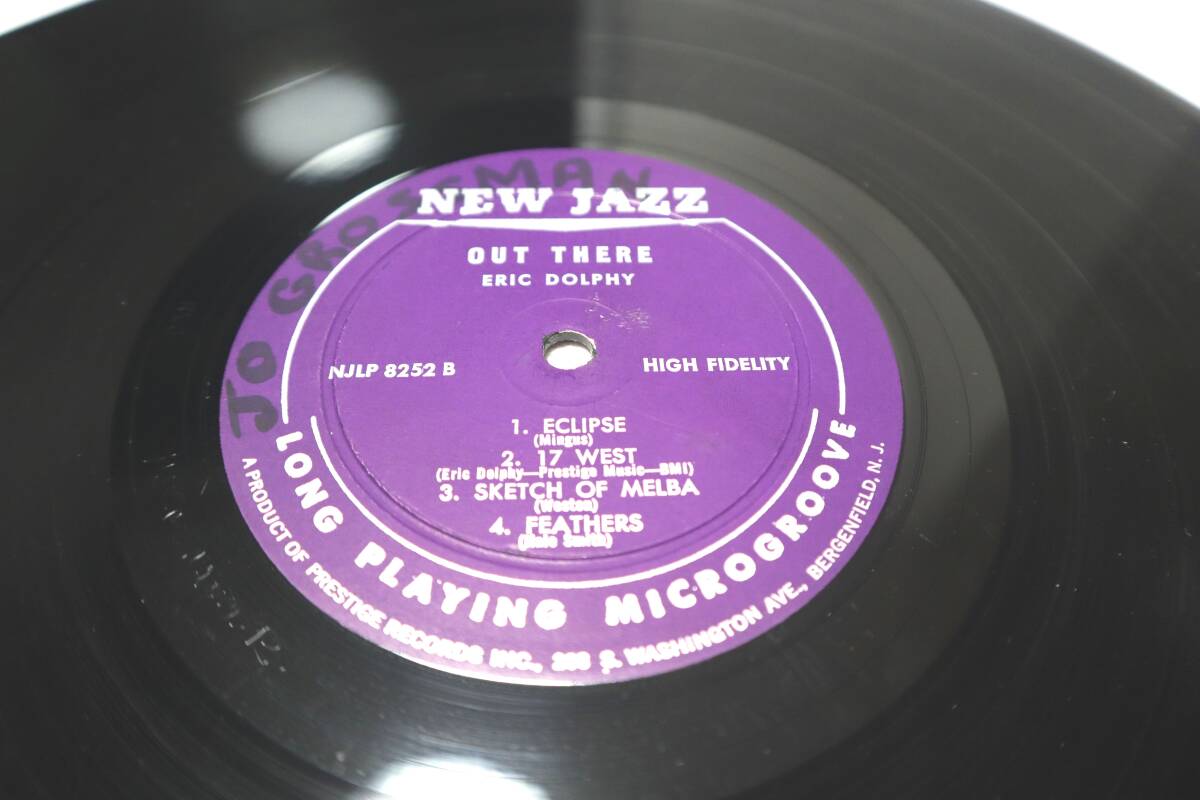 JO GROSSMAN
NEW JAZZ
OUT THERE
ERIC DOLPHY
NJLP 8252 B
HIGH FIDELITY
1. ECLIPSE
(Mingus)
2. 17 WEST
(Eric Dolphy—Prestige Music—BMI)
3. SKETCH OF MELBA
(Weston)
4. FEATHERS
(Hale Smith)
LONG PLAYING MICROGROOVE
A PRODUCT OF PRESTIGE RECORDS INC., 203 S. WASHINGTON AVE., BERGENFIELD, N. J.